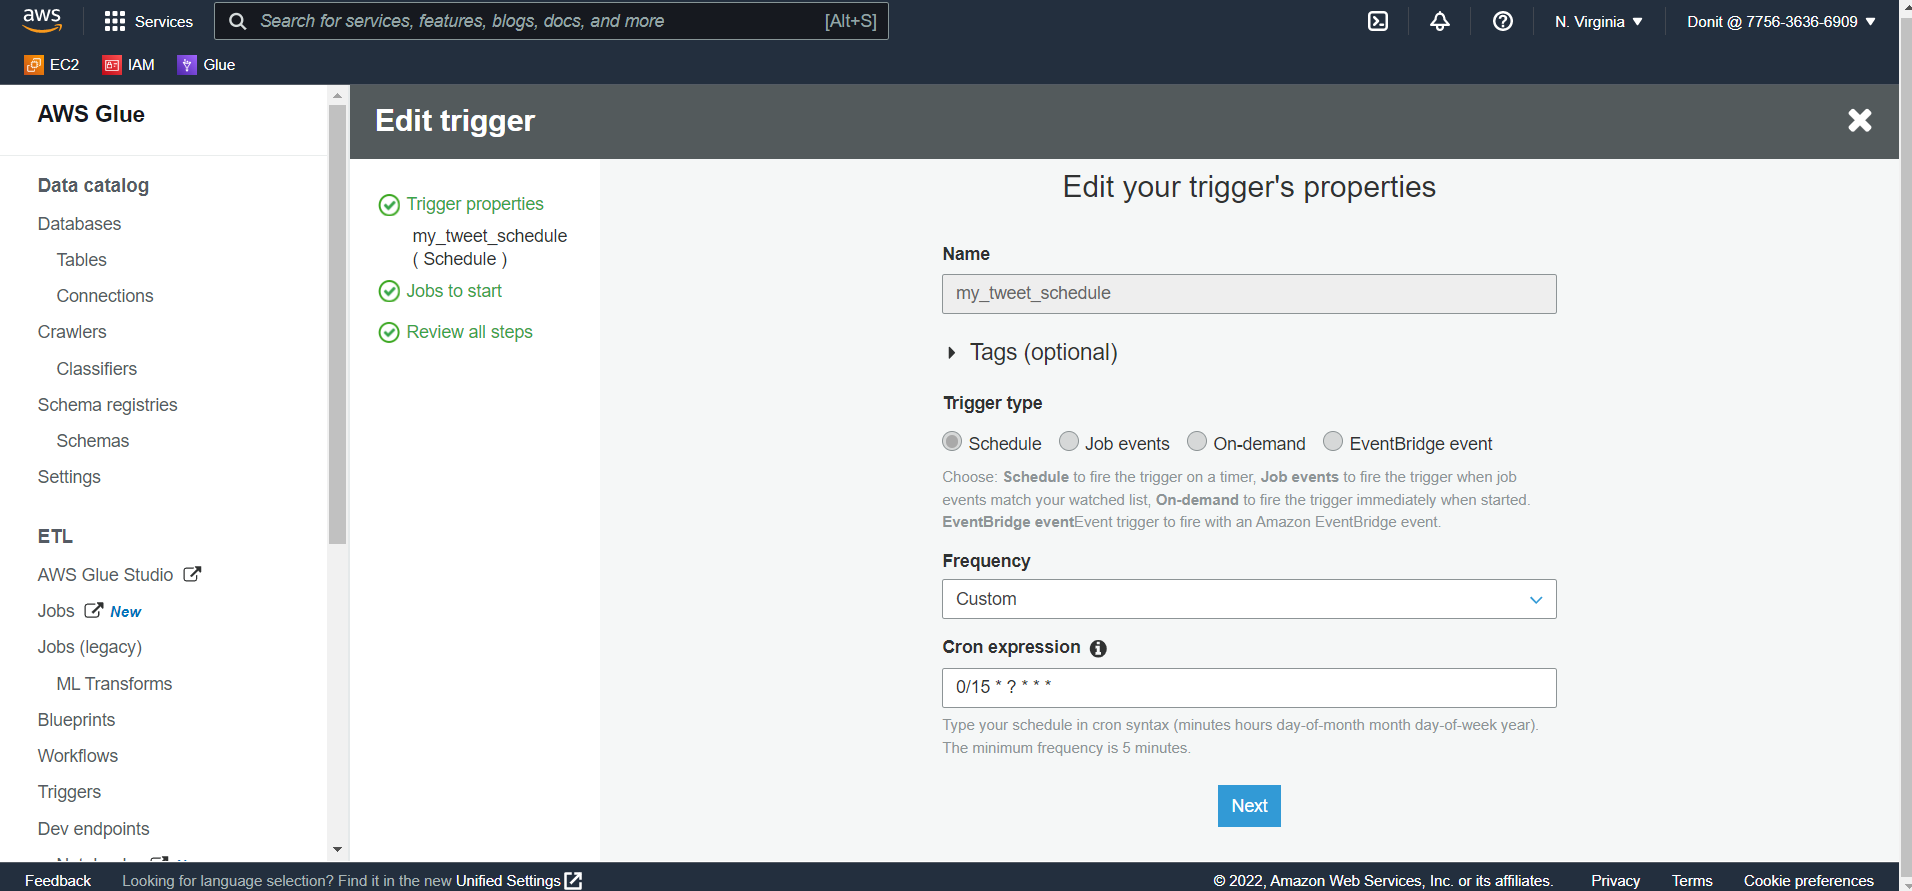 aws
Services
Search for services, features, blogs, docs, and more [Alt+S]
N. Virginia
Donit @ 7756-3636-6909
EC2
IAM
Glue
AWS Glue
Data catalog
Databases
Tables
Connections
Crawlers
Classifiers
Schema registries
Schemas
Settings
ETL
AWS Glue Studio
Jobs New
Jobs (legacy)
ML Transforms
Blueprints
Workflows
Triggers
Dev endpoints
Edit trigger
Trigger properties
my_tweet_schedule
( Schedule )
Jobs to start
Review all steps
Edit your trigger's properties
Name
my_tweet_schedule
Tags (optional)
Trigger type
Schedule Job events On-demand EventBridge event
Choose: Schedule to fire the trigger on a timer, Job events to fire the trigger when job
events match your watched list, On-demand to fire the trigger immediately when started.
EventBridge eventEvent trigger to fire with an Amazon EventBridge event.
Frequency
Custom
Cron expression
0/15 * ? * * *
Type your schedule in cron syntax (minutes hours day-of-month month day-of-week year).
The minimum frequency is 5 minutes.
Next
Feedback
Looking for language selection? Find it in the new Unified Settings
© 2022, Amazon Web Services, Inc. or its affiliates.
Privacy
Terms
Cookie preferences